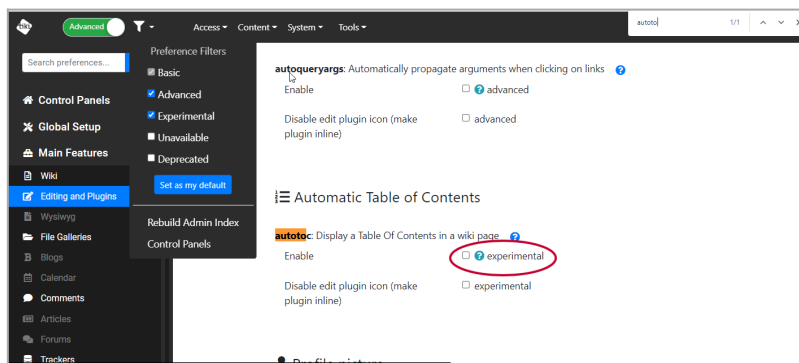 tiki
Advanced
Access
Content
System
Tools
autoto
1/1
Search preferences...
Control Panels
Global Setup
Main Features
Wiki
Editing and Plugins
Wysiwyg
File Galleries
Blogs
Calendar
Comments
Articles
Forums
Trackers
Preference Filters
Basic
Advanced
Experimental
Unavailable
Deprecated
Set as my default
Rebuild Admin Index
Control Panels
autoqueryargs: Automatically propagate arguments when clicking on links
Enable
advanced
Disable edit plugin icon (make
plugin inline)
advanced
Automatic Table of Contents
autotoc: Display a Table Of Contents in a wiki page
Enable
experimental
Disable edit plugin icon (make
plugin inline)
experimental
Profile picture